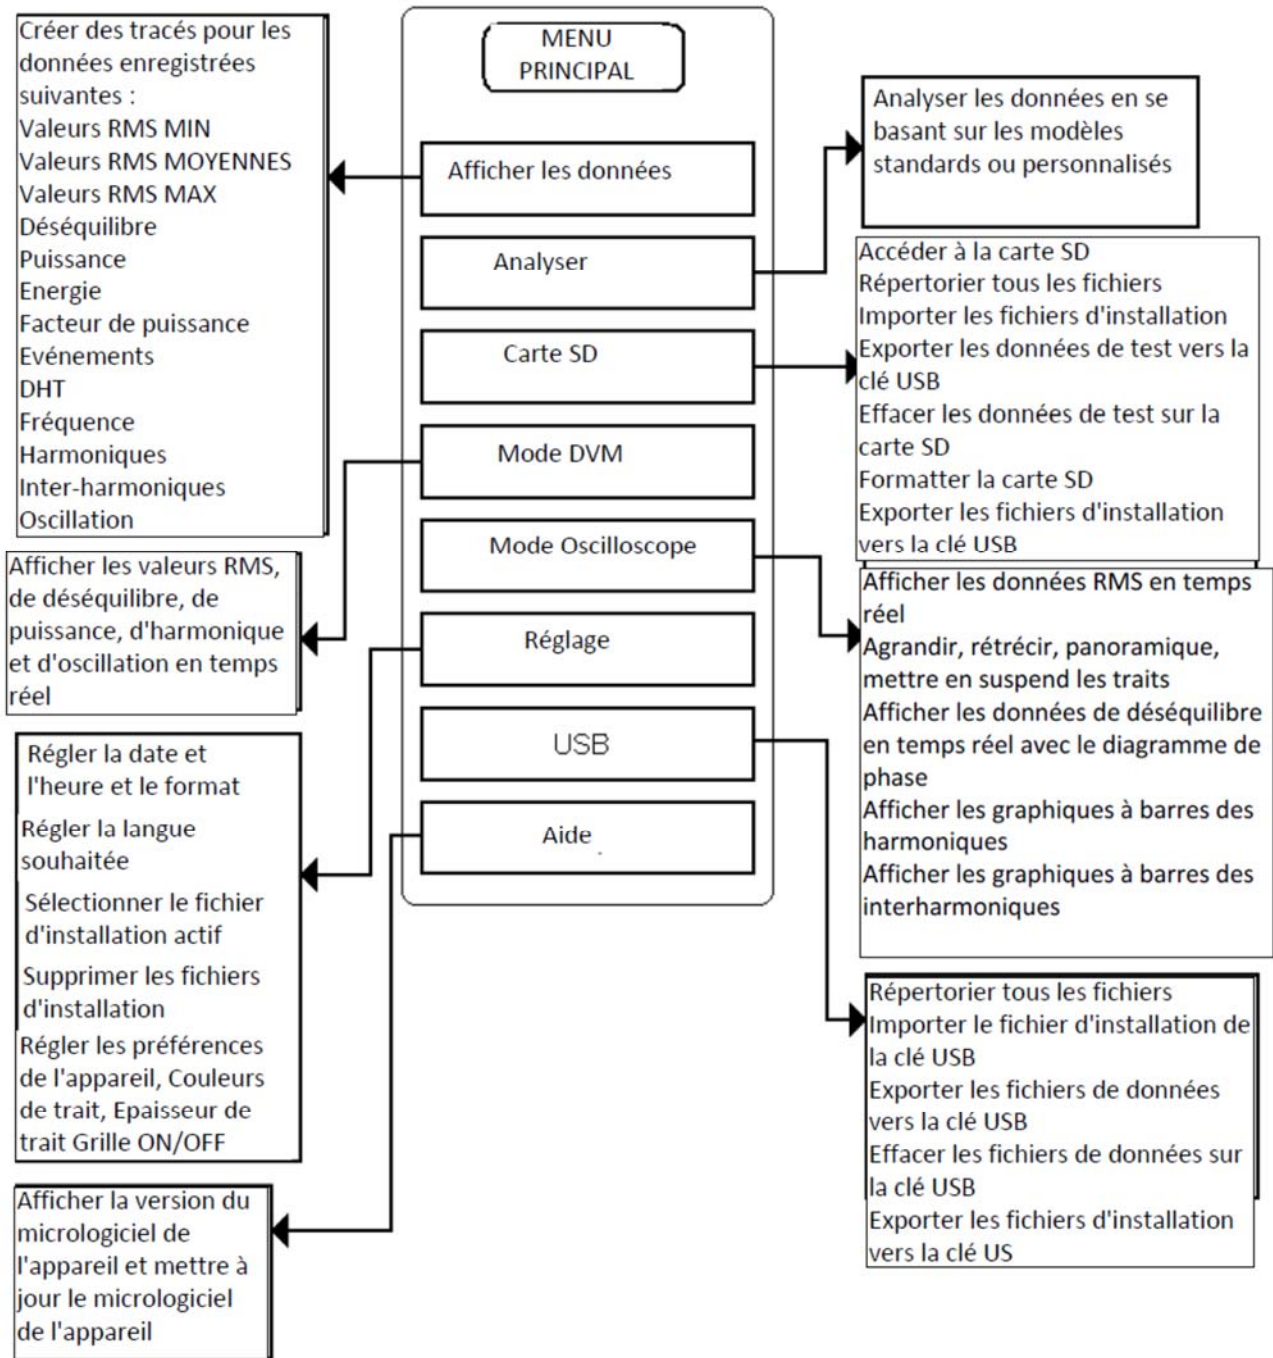 Créer des tracés pour les
données enregistrées
suivantes :
Valeurs RMS MIN
Valeurs RMS MOYENNES
Valeurs RMS MAX
Déséquilibre
Puissance
Energie
Facteur de puissance
Evénements
DHT
Fréquence
Harmoniques
Inter-harmoniques
Oscillation
Afficher les valeurs RMS,
de déséquilibre, de
puissance, d'harmonique
et d'oscillation en temps
réel
Régler la date et
l'heure et le format
Régler la langue
souhaitée
Sélectionner le fichier
d'installation actif
Supprimer les fichiers
d'installation
Régler les préférences
de l'appareil, Couleurs
de trait, Epaisseur de
trait Grille ON/OFF
Afficher la version du
micrologiciel de
l'appareil et mettre à
jour le micrologiciel
de l'appareil
MENU
PRINCIPAL
Afficher les données
Analyser
Carte SD
Mode DVM
Mode Oscilloscope
Réglage
USB
Aide
Analyser les données en se
basant sur les modèles
standards ou personnalisés
Accéder à la carte SD
Répertorier tous les fichiers
Importer les fichiers d'installation
Exporter les données de test vers la
clé USB
Effacer les données de test sur la
carte SD
Formatter la carte SD
Exporter les fichiers d'installation
vers la clé USB
Afficher les données RMS en temps
réel
Agrandir, rétrécir, panoramique,
mettre en suspend les traits
Afficher les données de déséquilibre
en temps réel avec le diagramme de
phase
Afficher les graphiques à barres des
harmoniques
Afficher les graphiques à barres des
interharmoniques
Répertorier tous les fichiers
Importer le fichier d'installation de
la clé USB
Exporter les fichiers de données
vers la clé USB
Effacer les fichiers de données sur
la clé USB
Exporter les fichiers d'installation
vers la clé US